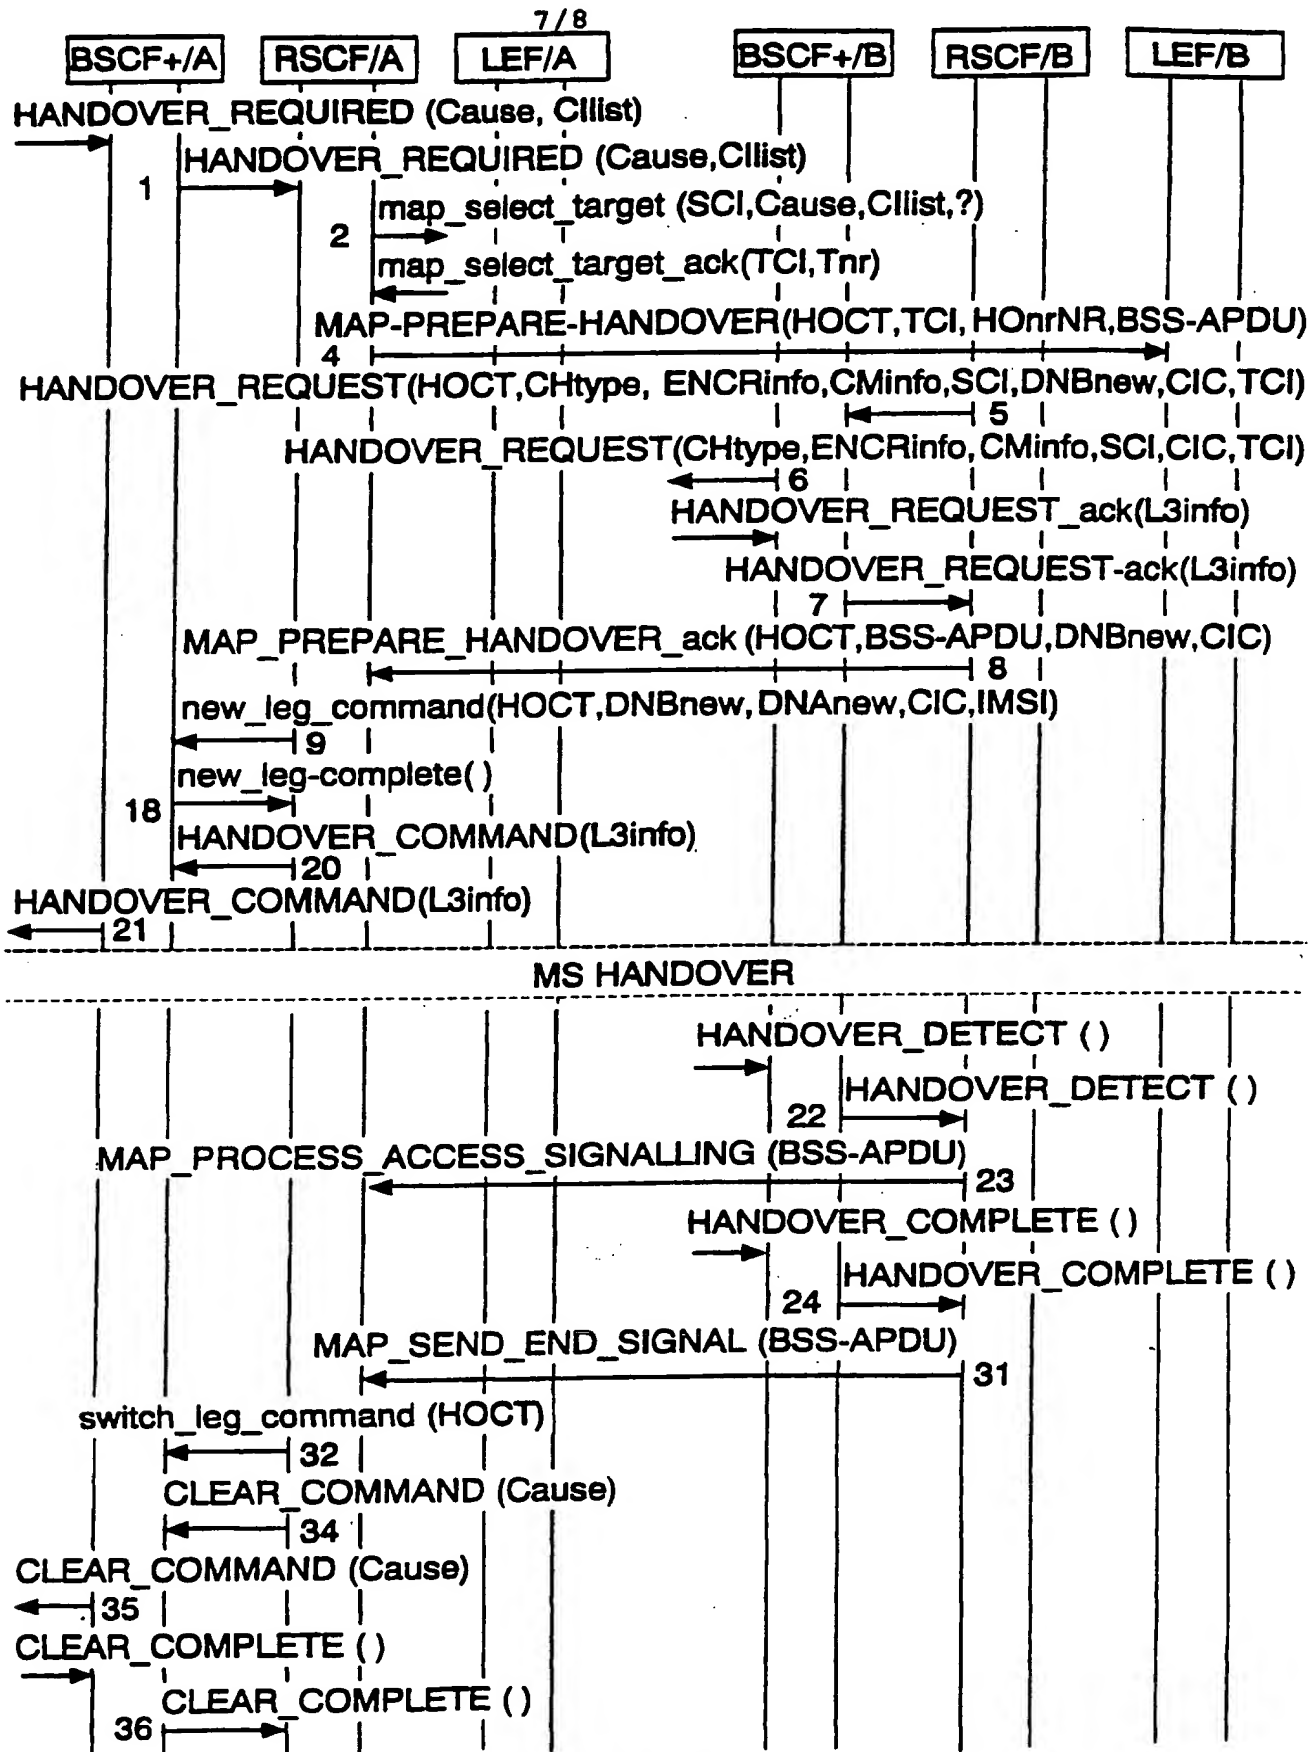 7/8
BSCF+/A RSCF/A LEF/A BSCF+/B RSCF/B LEF/B
HANDOVER_REQUIRED (Cause, CIlist)
HANDOVER_REQUIRED (Cause,CIlist)
1
map_select_target (SCI,Cause,CIlist,?)
2
map_select_target_ack(TCI,Tnr)
MAP-PREPARE-HANDOVER(HOCT,TCI,HOnrNR,BSS-APDU)
4
HANDOVER_REQUEST(HOCT,CHtype, ENCRinfo,CMinfo,SCI,DNBnew,CIC,TCI)
5
HANDOVER_REQUEST(CHtype,ENCRinfo,CMinfo,SCI,CIC,TCI)
6
HANDOVER_REQUEST_ack(L3info)
HANDOVER_REQUEST-ack(L3info)
7
MAP_PREPARE_HANDOVER_ack (HOCT,BSS-APDU,DNBnew,CIC)
8
new_leg_command(HOCT,DNBnew,DNAnew,CIC,IMSI)
9
new_leg-complete()
18
HANDOVER_COMMAND(L3info)
20
HANDOVER_COMMAND(L3info)
21
MS HANDOVER
HANDOVER_DETECT ()
HANDOVER_DETECT ()
22
MAP_PROCESS_ACCESS_SIGNALLING (BSS-APDU)
23
HANDOVER_COMPLETE ()
HANDOVER_COMPLETE ()
24
MAP_SEND_END_SIGNAL (BSS-APDU)
31
switch_leg_command (HOCT)
32
CLEAR_COMMAND (Cause)
34
CLEAR_COMMAND (Cause)
35
CLEAR_COMPLETE ()
CLEAR_COMPLETE ()
36